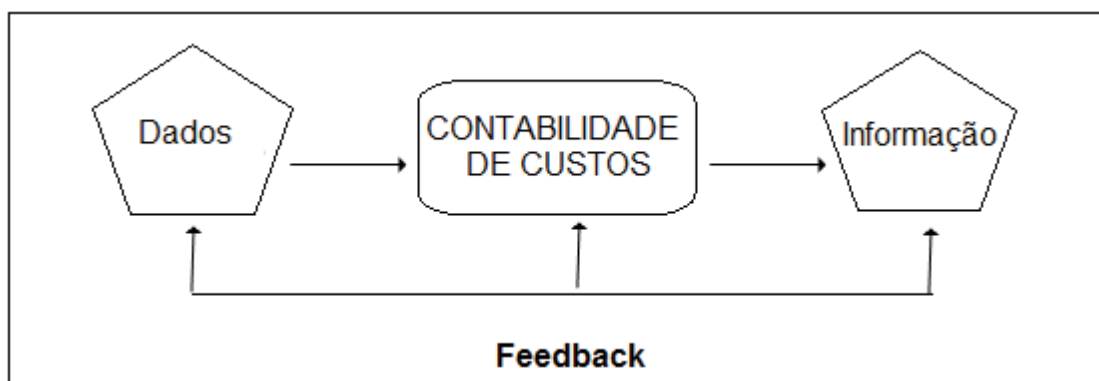 Dados
CONTABILIDADE
DE CUSTOS
Informação
Feedback